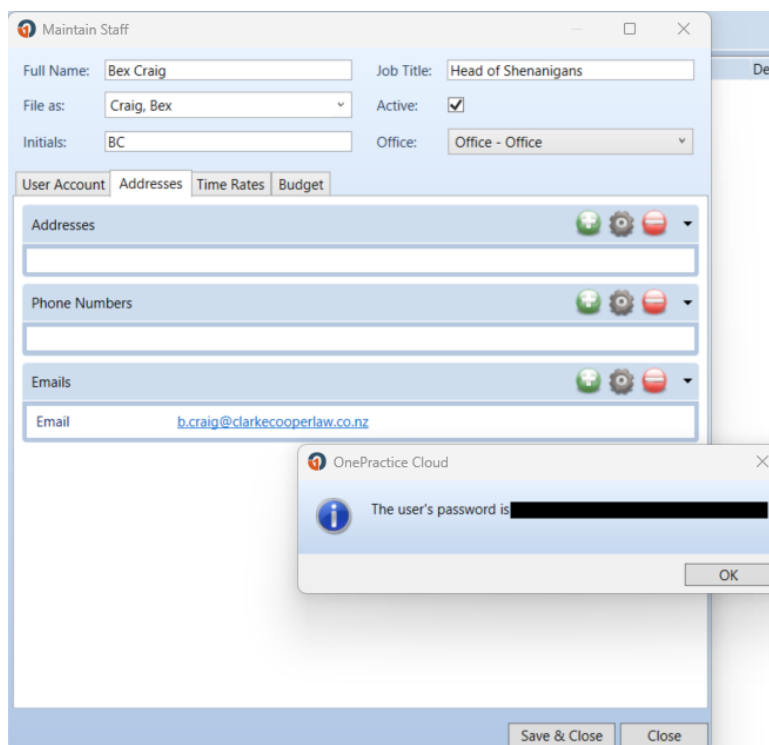 Maintain Staff
Full Name: Bex Craig Job Title: Head of Shenanigans
De
File as: Craig, Bex Active:
Initials: BC Office: Office - Office
User Account Addresses Time Rates Budget
Addresses
Phone Numbers
Emails
Email b.craig@clarkecooperlaw.co.nz
OnePractice Cloud
The user's password is
OK
Save & Close Close